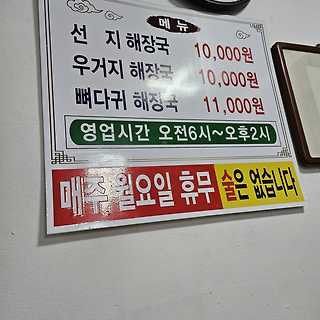 메뉴
선 지 해장국 10,000원
우거지 해장국 10,000원
뼈다귀 해장국 11,000원
영업시간 오전6시~오후2시
매주 월요일 휴무 술은 없습니다